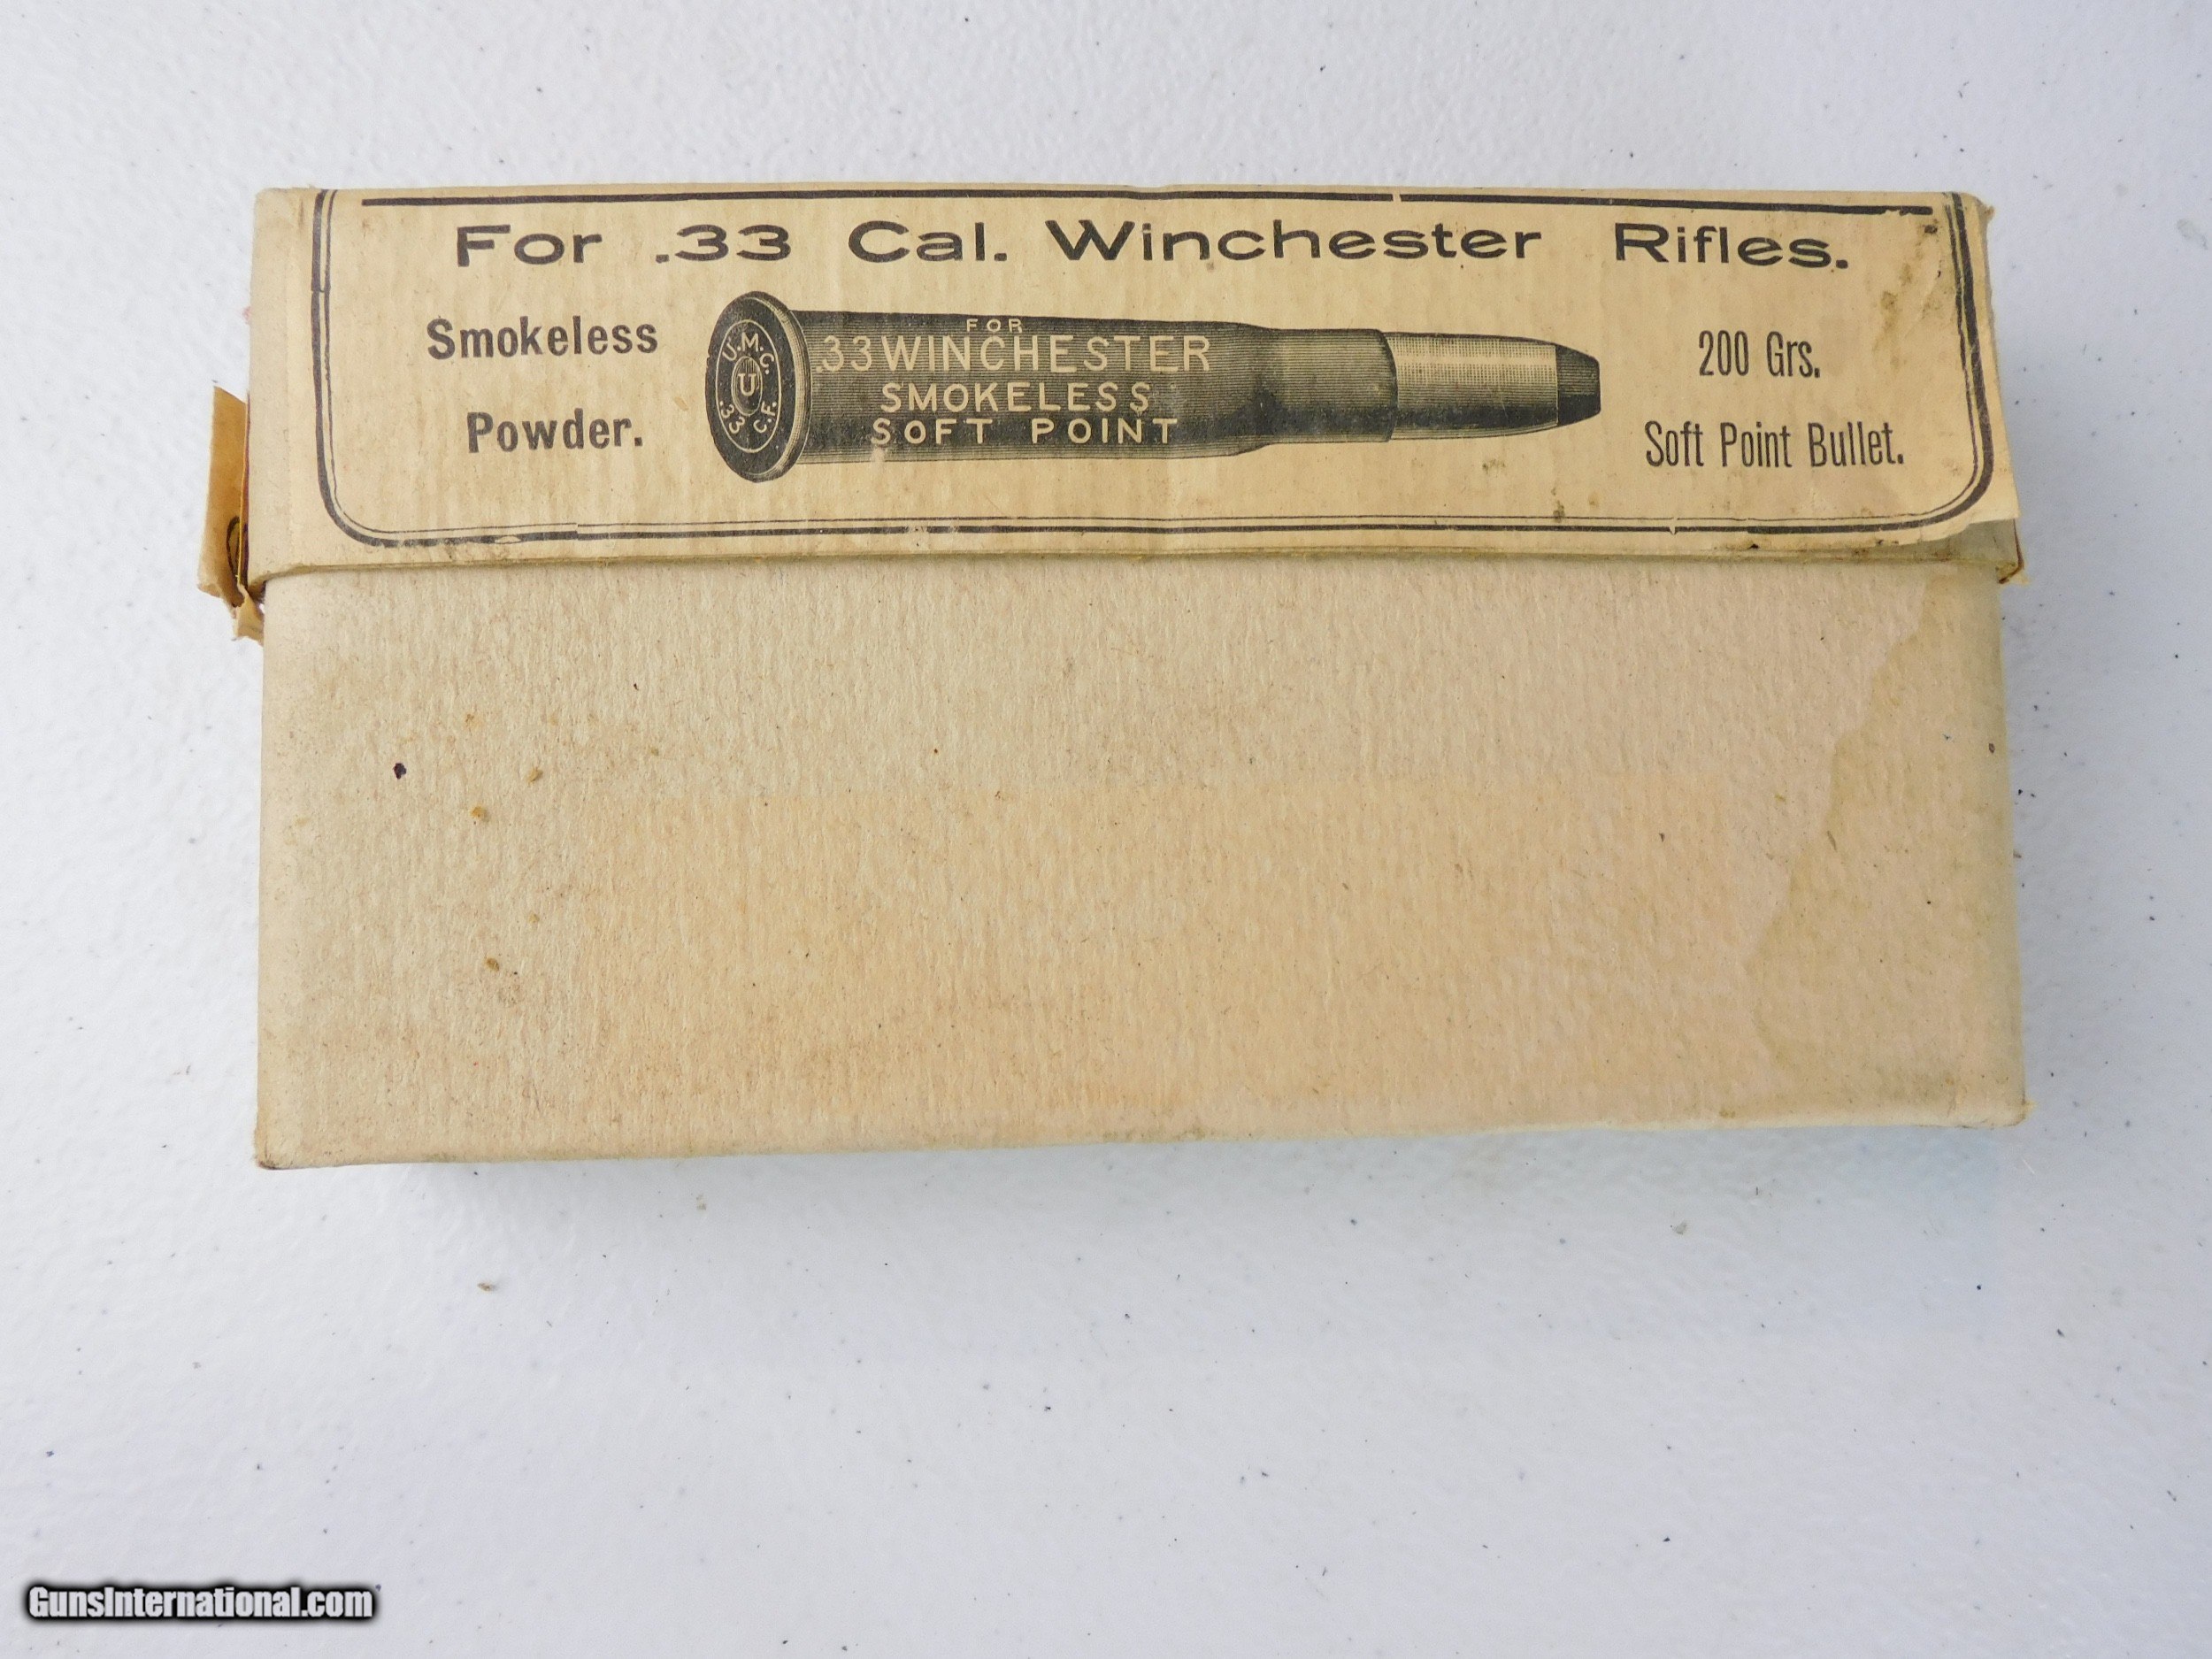 For .33 Cal. Winchester Rifles.
Smokeless
Powder.
U.M.C.
U
.33 C.F.
FOR
.33 WINCHESTER
SMOKELESS
SOFT POINT
200 Grs.
Soft Point Bullet.
GunsInternational.com